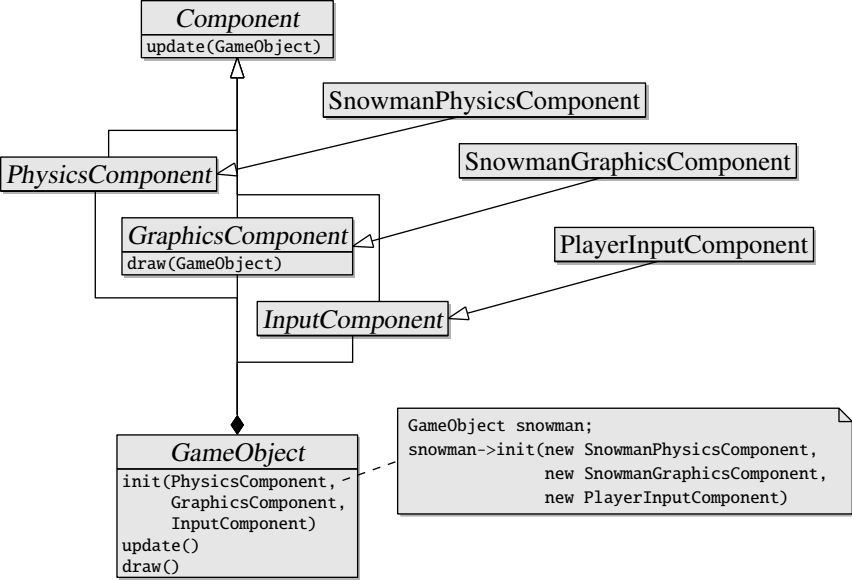 Component
update(GameObject)
SnowmanPhysicsComponent
PhysicsComponent
SnowmanGraphicsComponent
GraphicsComponent
draw(GameObject)
PlayerInputComponent
InputComponent
GameObject
init(PhysicsComponent,
GraphicsComponent,
InputComponent)
update()
draw()
GameObject snowman;
snowman->init(new SnowmanPhysicsComponent,
new SnowmanGraphicsComponent,
new PlayerInputComponent)